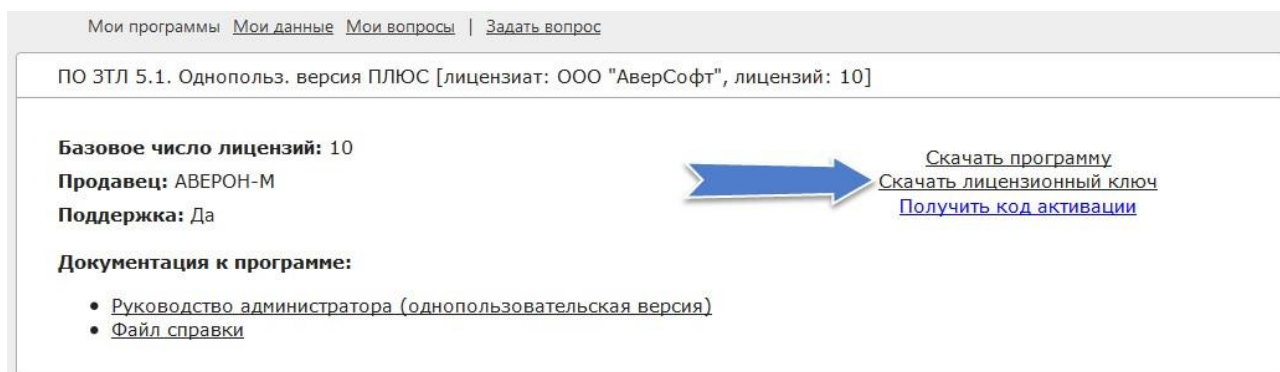 Мои программы Мои данные Мои вопросы | Задать вопрос
ПО ЗТЛ 5.1. Однопольз. версия ПЛЮС [лицензиат: ООО "АверСофт", лицензий: 10]
Базовое число лицензий: 10
Продавец: АВЕРОН-М
Поддержка: Да
Скачать программу
Скачать лицензионный ключ
Получить код активации
Документация к программе:
• Руководство администратора (однопользовательская версия)
• Файл справки